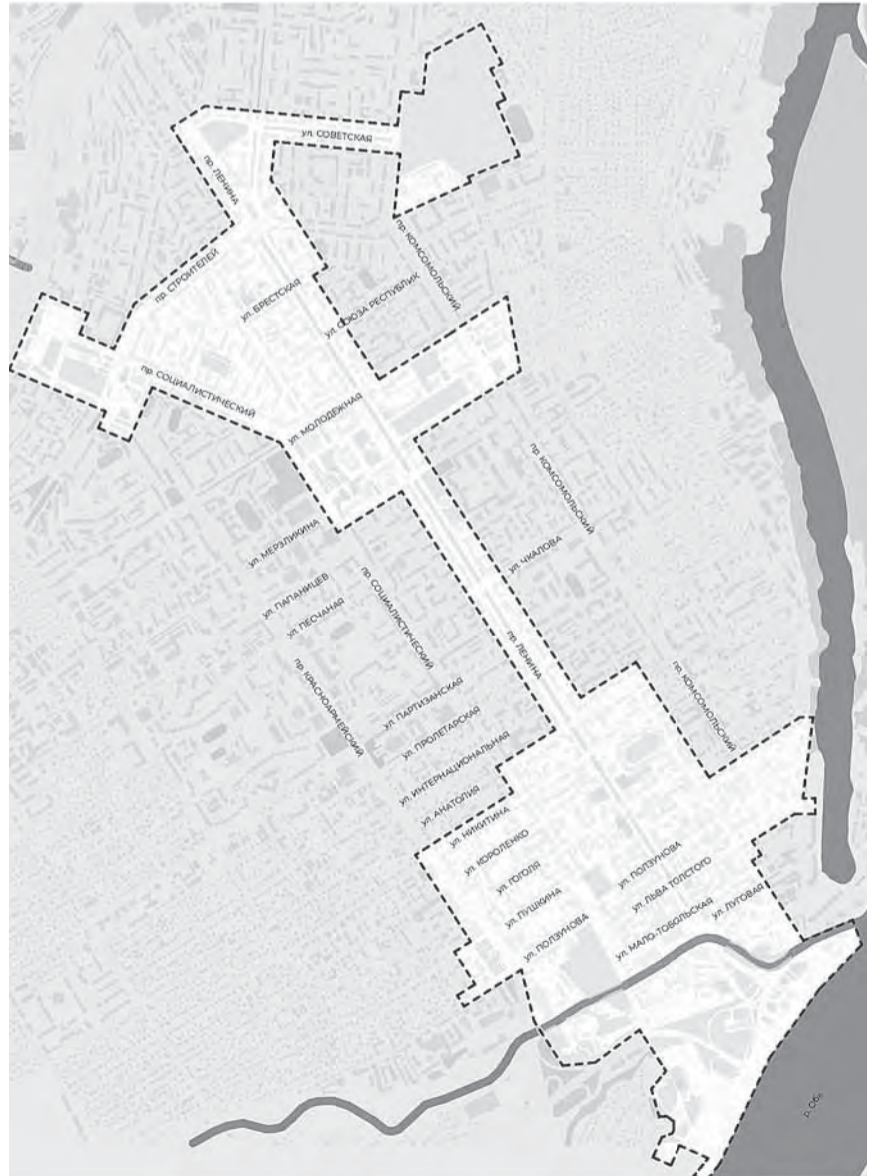 ул. СОВЕТСКАЯ
пр. ЛЕНИНА
пр. КОМСОМОЛЬСКИЙ
пр. СТРОИТЕЛЕЙ
ул. БРЕСТСКАЯ
ул. СОЮЗА РЕСПУБЛИК
пр. СОЦИАЛИСТИЧЕСКИЙ
ул. МОЛОДЕЖНАЯ
пр. КОМСОМОЛЬСКИЙ
ул. МЕРЗЛИКИНА
ул. ЧКАЛОВА
ул. ПАПАНИЦЕВ
пр. СОЦИАЛИСТИЧЕСКИЙ
ул. ПЕСЧАНАЯ
пр. ЛЕНИНА
пр. КРАСНОАРМЕЙСКИЙ
пр. КОМСОМОЛЬСКИЙ
ул. ПАРТИЗАНСКАЯ
ул. ПРОЛЕТАРСКАЯ
ул. ИНТЕРНАЦИОНАЛЬНАЯ
ул. АНАТОЛИЯ
ул. НИКИТИНА
ул. КОРОЛЕНКО
ул. ПОЛЗУНОВА
ул. ГОГОЛЯ
ул. ЛЬВА ТОЛСТОГО
ул. ПУШКИНА
ул. ЛУГОВАЯ
ул. ПОЛЗУНОВА
ул. МАЛО-ТОБОЛЬСКАЯ
р. Обь